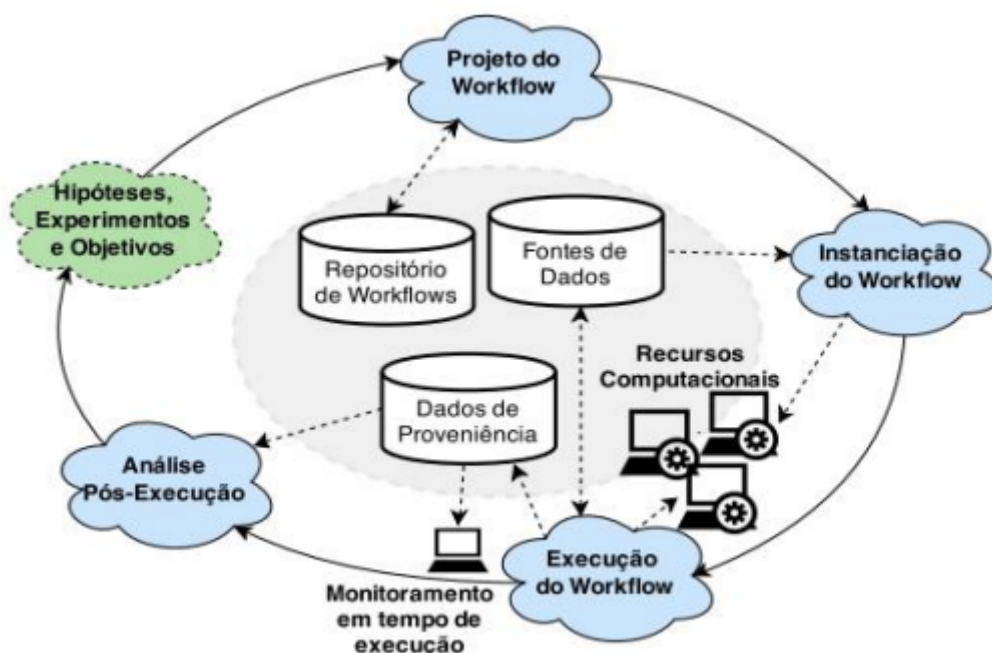 Projeto do
Workflow
Hipóteses,
Experimentos
e Objetivos
Repositório
de Workflows
Fontes de
Dados
Instanciação
do Workflow
Recursos
Computacionais
Dados de
Proveniência
Análise
Pós-Execução
Execução
do Workflow
Monitoramento
em tempo de
execução